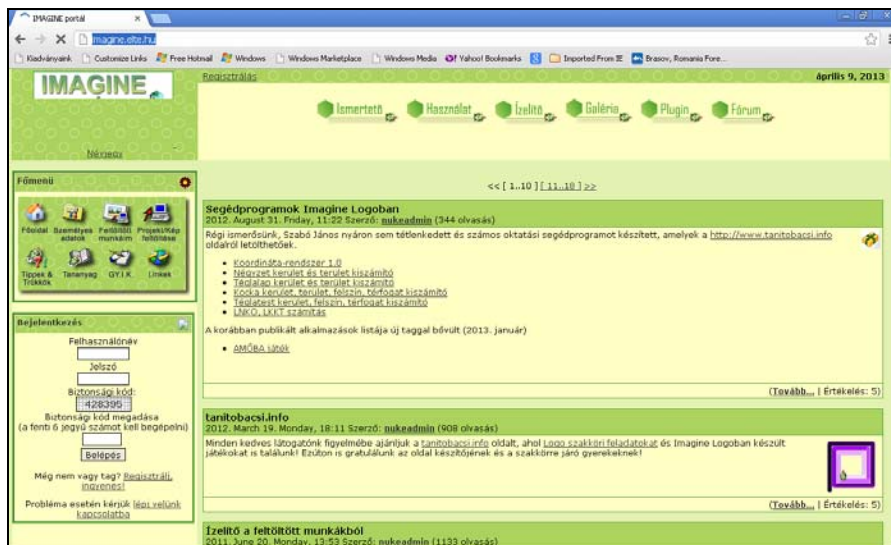 IMAGINE portál
imagine.elte.hu
Kiadványaink Customize Links Free Hotmail Windows Windows Marketplace Windows Media Yahoo! Bookmarks Imported From IE Brasov, Romania Fore...
IMAGINE
Regisztrálás
április 9, 2013
Ismertető Használat Ízelítő Galéria Plugin Fórum
Névjegy
Főmenü
Főoldal Személyes adatok Feltöltött munkáim Projekt/Kép feltöltése
Tippek & Trükkök Tananyag GY.I.K. Linkek
Bejelentkezés
Felhasználónév
Jelszó
Biztonsági kód:
428395
Biztonsági kód megadása
(a fenti 6 jegyű számot kell begépelni)
Belépés
Még nem vagy tag? Regisztrálj,
ingyenes!
Probléma esetén kérjük lépj velünk
kapcsolatba
<< [ 1..10 ] [ 11..18 ] >>
Segédprogramok Imagine Logoban
2012. August 31. Friday, 11:22 Szerző: nukeadmin (344 olvasás)
Régi ismerősünk, Szabó János nyáron sem tétlenkedett és számos oktatási segédprogramot készített, amelyek a http://www.tanitobacsi.info
oldalról letölthetőek.
Koordináta-rendszer 1.0
Négyzet kerület és terület kiszámító
Téglalap kerület és terület kiszámító
Kocka kerület, terület, felszín, térfogat kiszámító
Téglatest kerület, felszín, térfogat kiszámító
LNKO, LKKT számítás
A korábban publikált alkalmazások listája új taggal bővült (2013. január)
AMŐBA játék
(Tovább... | Értékelés: 5)
tanitobacsi.info
2012. March 19. Monday, 18:11 Szerző: nukeadmin (908 olvasás)
Minden kedves látogatónk figyelmébe ajánljuk a tanitobacsi.info oldalt, ahol Logo szakköri feladatokat és Imagine Logoban készült
játékokat is találunk! Ezúton is gratulálunk az oldal készítőjének és a szakkörre járó gyerekeknek!
(Tovább... | Értékelés: 5)
Ízelítő a feltöltött munkákból
2011. June 20. Monday, 13:53 Szerző: nukeadmin (1133 olvasás)